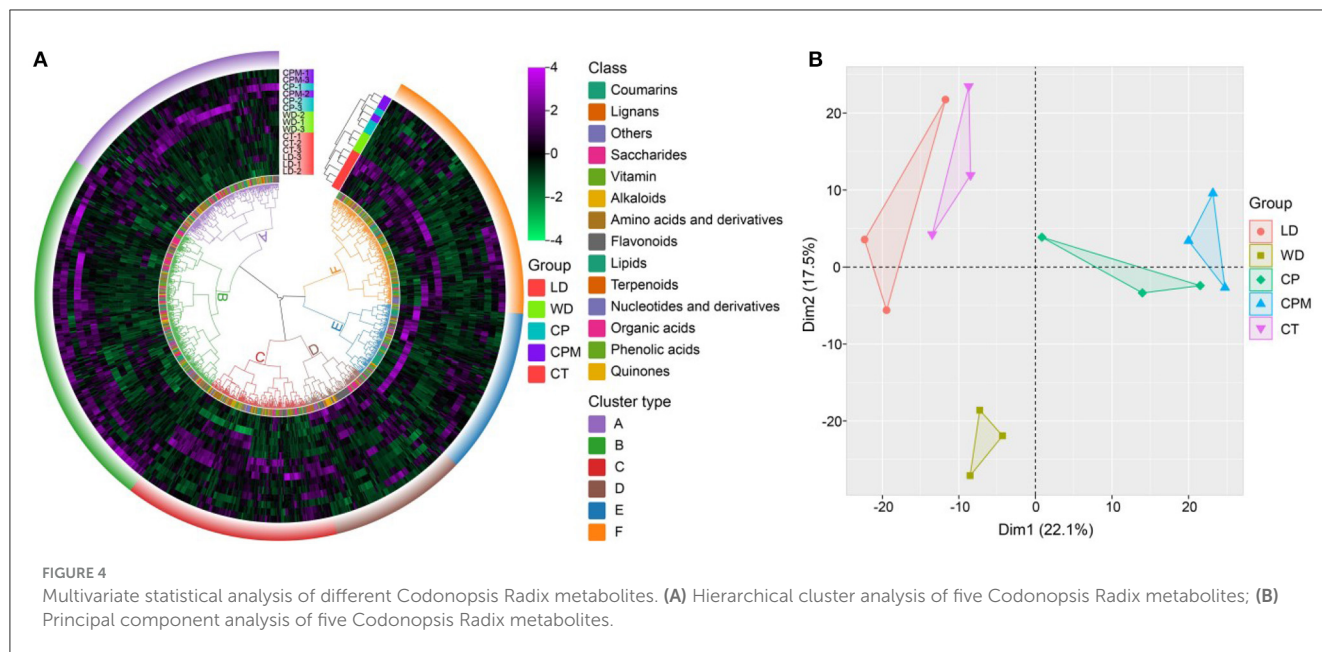 A
CPM-1
CPM-3
CP-1
CPM-2
CP-2
CP-3
WD-2
WD-1
WD-3
CT-1
CT-2
CT-3
LD-3
LD-1
LD-2
A
B
C
D
E
F
4
2
0
-2
-4
Group
LD
WD
CP
CPM
CT
Class
Coumarins
Lignans
Others
Saccharides
Vitamin
Alkaloids
Amino acids and derivatives
Flavonoids
Lipids
Terpenoids
Nucleotides and derivatives
Organic acids
Phenolic acids
Quinones
Cluster type
A
B
C
D
E
F
B
20
10
0
-10
-20
Dim2 (17.5%)
-20
-10
0
10
20
Dim1 (22.1%)
Group
LD
WD
CP
CPM
CT
FIGURE 4
Multivariate statistical analysis of different Codonopsis Radix metabolites. (A) Hierarchical cluster analysis of five Codonopsis Radix metabolites; (B)
Principal component analysis of five Codonopsis Radix metabolites.